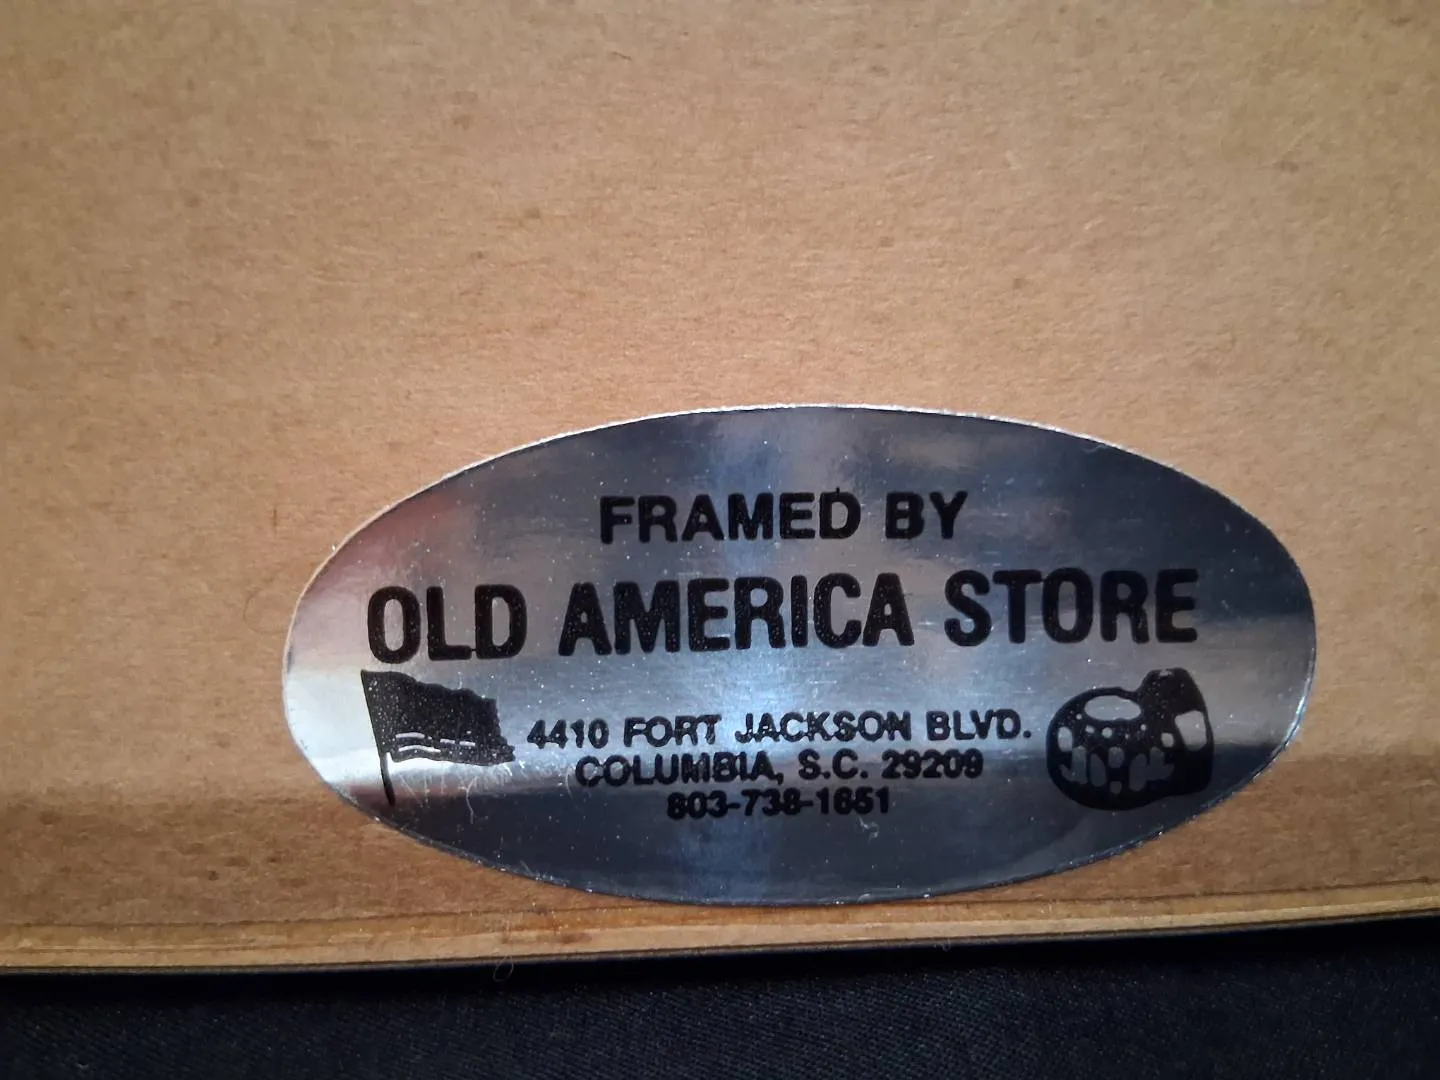 FRAMED BY
OLD AMERICA STORE
4410 FORT JACKSON BLVD.
COLUMBIA, S.C. 29209
803-738-1651